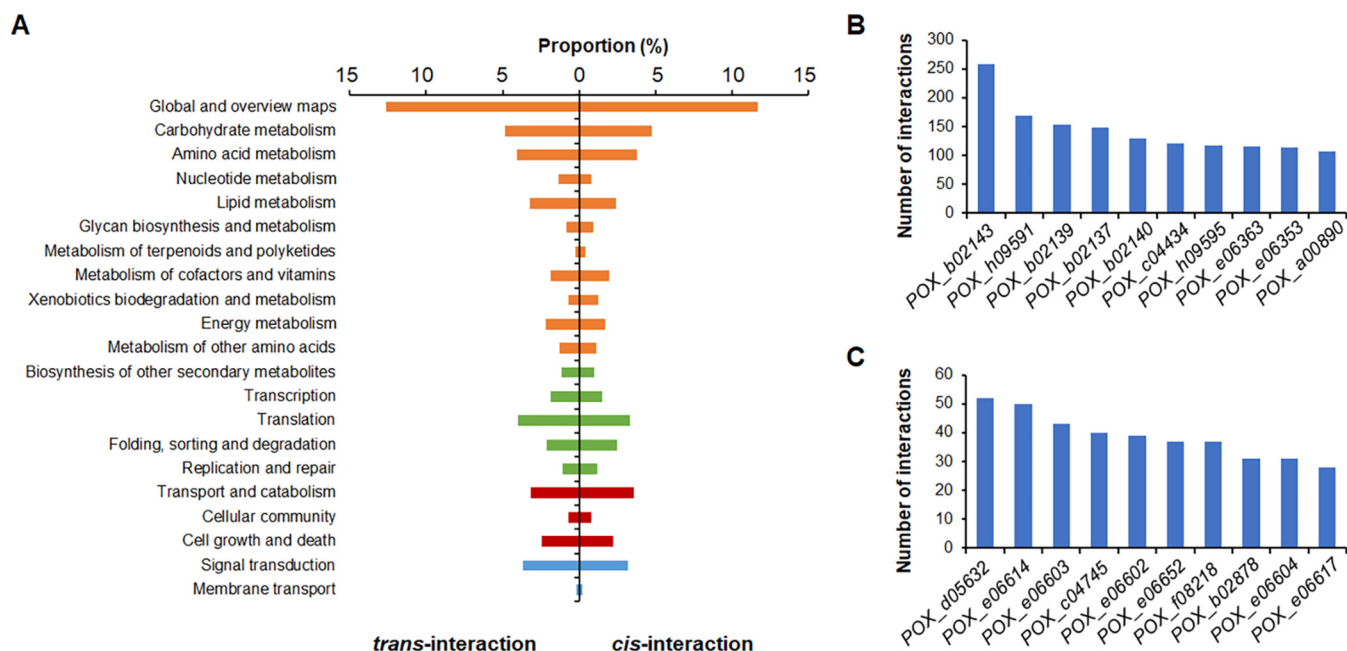 A
Proportion (%)
15 10 5 0 5 10 15
Global and overview maps
Carbohydrate metabolism
Amino acid metabolism
Nucleotide metabolism
Lipid metabolism
Glycan biosynthesis and metabolism
Metabolism of terpenoids and polyketides
Metabolism of cofactors and vitamins
Xenobiotics biodegradation and metabolism
Energy metabolism
Metabolism of other amino acids
Biosynthesis of other secondary metabolites
Transcription
Translation
Folding, sorting and degradation
Replication and repair
Transport and catabolism
Cellular community
Cell growth and death
Signal transduction
Membrane transport
trans-interaction cis-interaction
B
Number of interactions
300
250
200
150
100
50
0
POX_b02143
POX_h09591
POX_b02139
POX_b02137
POX_b02140
POX_c04434
POX_h09595
POX_e06363
POX_e06353
POX_a00890
C
Number of interactions
60
50
40
30
20
10
0
POX_d05632
POX_e06614
POX_e06603
POX_c04745
POX_e06602
POX_e06652
POX_f08218
POX_b02878
POX_e06604
POX_e06617